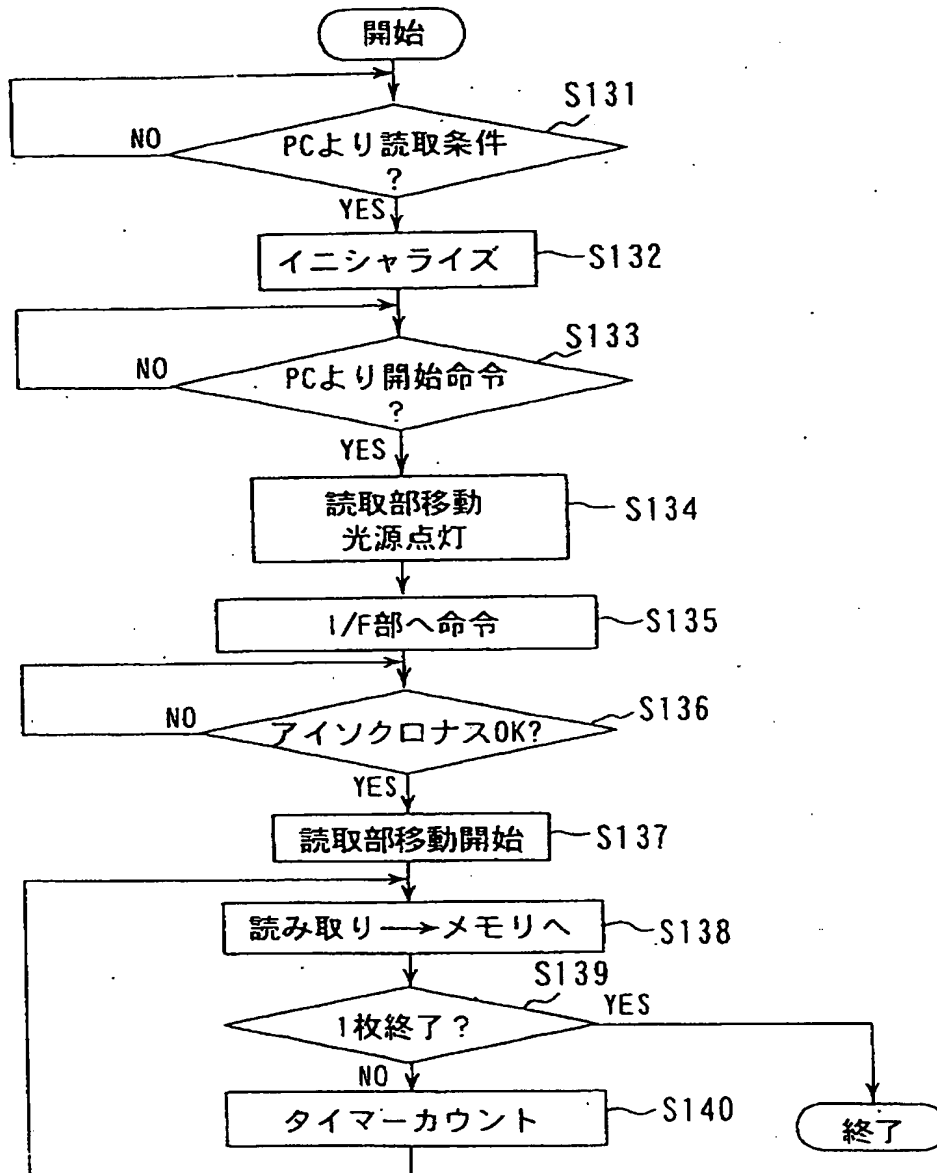 開始
S131
NO
PCより読取条件
?
YES
イニシャライズ
S132
S133
NO
PCより開始命令
?
YES
読取部移動
光源点灯
S134
I/F部へ命令
S135
S136
NO
アイソクロナスOK?
YES
読取部移動開始
S137
読み取り→メモリへ
S138
S139
YES
1枚終了?
NO
タイマーカウント
S140
終了